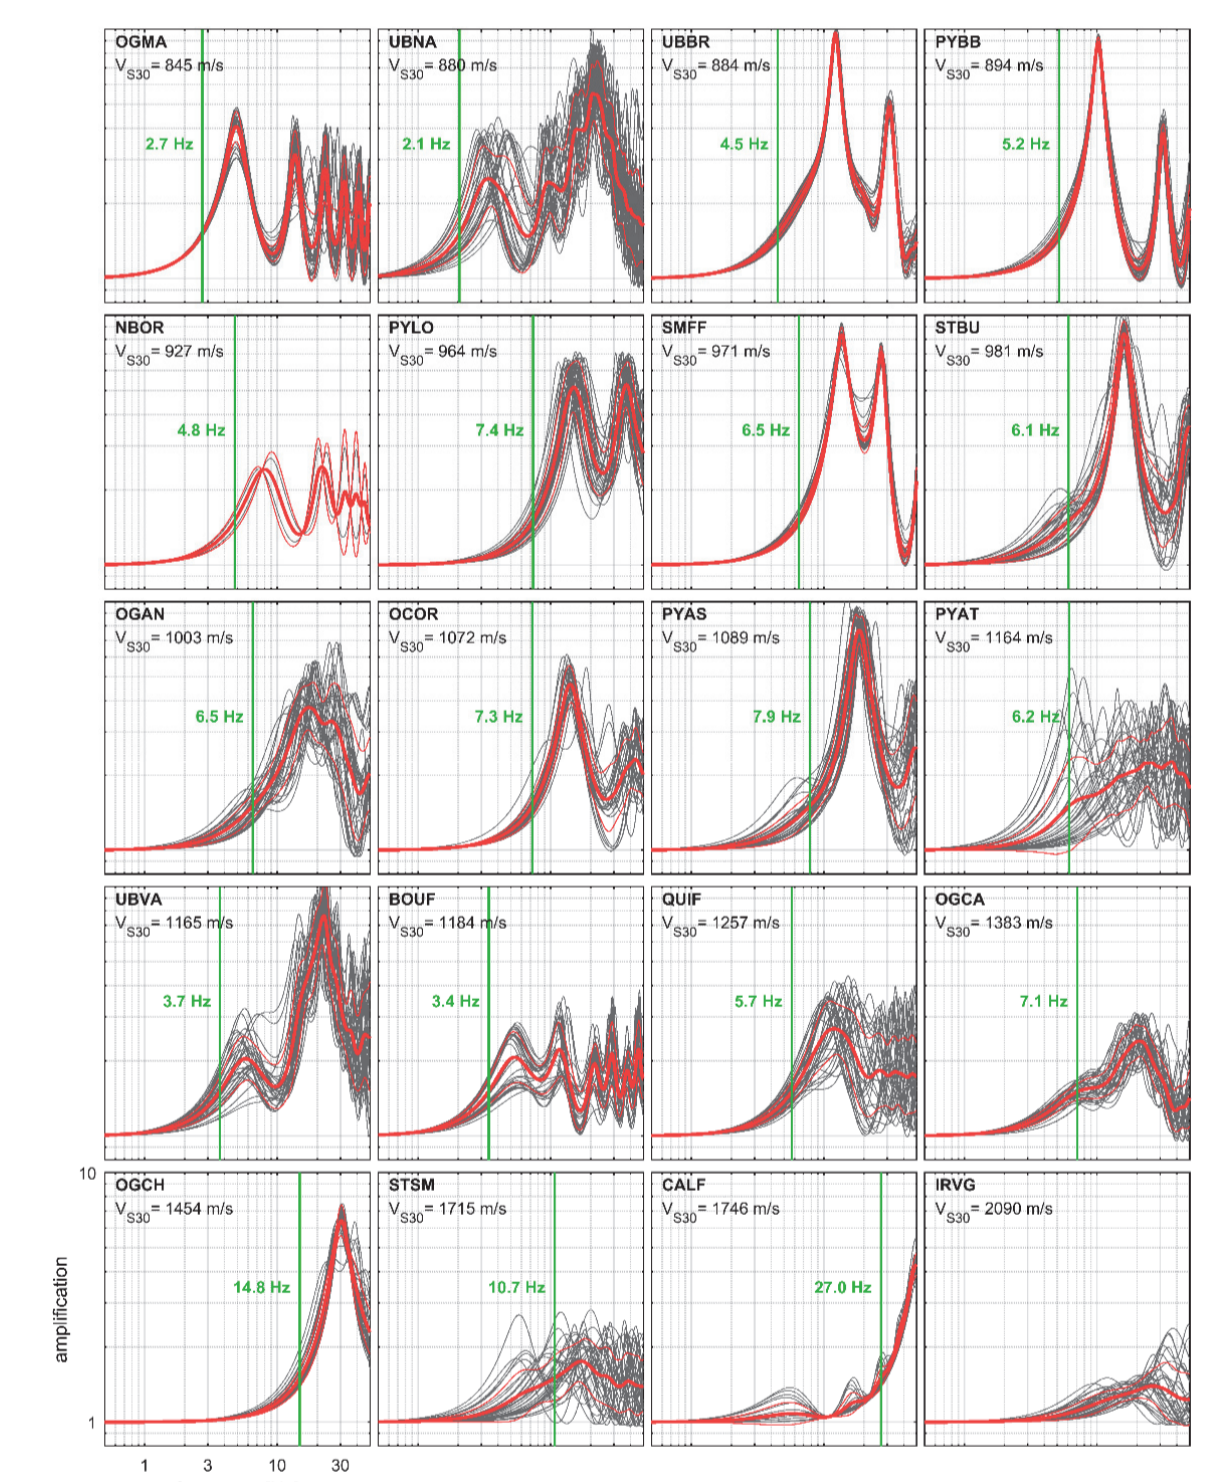 OGMA
VS30= 845 m/s
2.7 Hz
UBNA
VS30= 880 m/s
2.1 Hz
UBBR
VS30= 884 m/s
4.5 Hz
PYBB
VS30= 894 m/s
5.2 Hz
NBOR
VS30= 927 m/s
4.8 Hz
PYLO
VS30= 964 m/s
7.4 Hz
SMFF
VS30= 971 m/s
6.5 Hz
STBU
VS30= 981 m/s
6.1 Hz
OGAN
VS30= 1003 m/s
6.5 Hz
OCOR
VS30= 1072 m/s
7.3 Hz
PYAS
VS30= 1089 m/s
7.9 Hz
PYAT
VS30= 1164 m/s
6.2 Hz
UBVA
VS30= 1165 m/s
3.7 Hz
BOUF
VS30= 1184 m/s
3.4 Hz
QUIF
VS30= 1257 m/s
5.7 Hz
OGCA
VS30= 1383 m/s
7.1 Hz
10
OGCH
VS30= 1454 m/s
14.8 Hz
STSM
VS30= 1715 m/s
10.7 Hz
CALF
VS30= 1746 m/s
27.0 Hz
IRVG
VS30= 2090 m/s
amplification
1
1 3 10 30